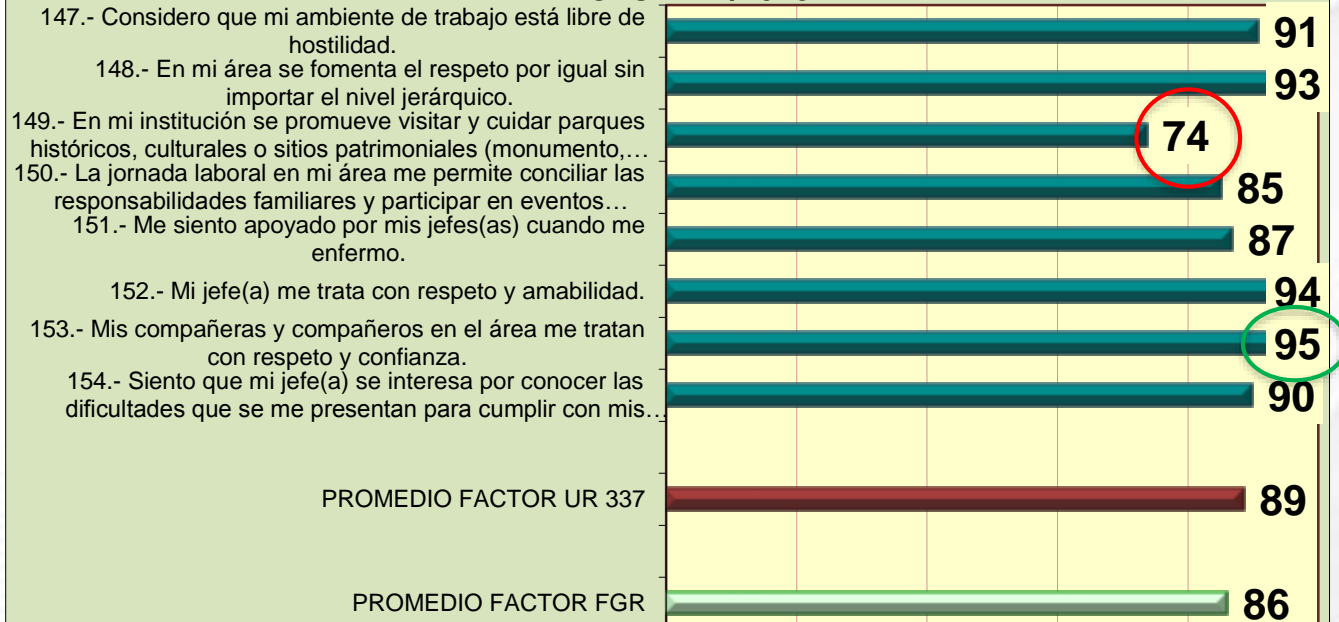 147.- Considero que mi ambiente de trabajo está libre de
hostilidad.
91
148.- En mi área se fomenta el respeto por igual sin
importar el nivel jerárquico.
93
149.- En mi institución se promueve visitar y cuidar parques
históricos, culturales o sitios patrimoniales (monumento,…
74
150.- La jornada laboral en mi área me permite conciliar las
responsabilidades familiares y participar en eventos…
85
151.- Me siento apoyado por mis jefes(as) cuando me
enfermo.
87
152.- Mi jefe(a) me trata con respeto y amabilidad.
94
153.- Mis compañeras y compañeros en el área me tratan
con respeto y confianza.
95
154.- Siento que mi jefe(a) se interesa por conocer las
dificultades que se me presentan para cumplir con mis…
90
PROMEDIO FACTOR UR 337
89
PROMEDIO FACTOR FGR
86